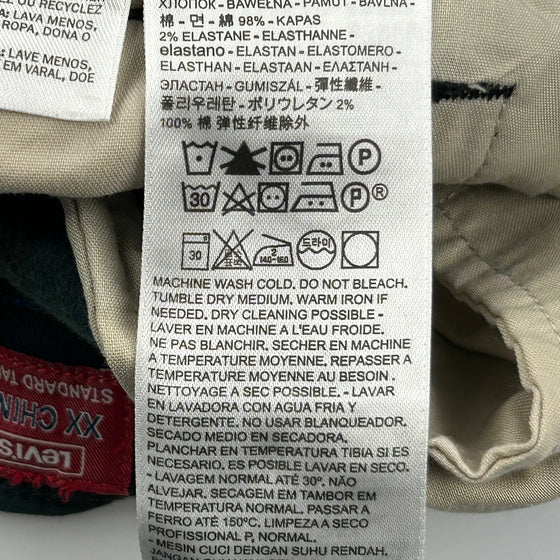 OU RECYCLEZ
LAVA MENOS,
ROPA, DONA O
LAVE MENOS,
EM VARAL, DOE
ХЛОПОК - BAWEŁNA - PAMUT - BAVLNA -
棉 - 면 - 綿 98% - KAPAS
2% ELASTANE - ELASTHANNE -
elastano - ELASTAN - ELASTOMERO -
ELASTHAN - ELASTAAN - ΕΛΑΣΤΑΝΗ -
ЭЛАСТАН - GUMISZÁL - 彈性纖維 -
폴리우레탄 - ポリウレタン 2%
100% 棉 弹性纤维除外
P
30 P®
30 2 140-160 드라이
MACHINE WASH COLD. DO NOT BLEACH.
TUMBLE DRY MEDIUM. WARM IRON IF
NEEDED. DRY CLEANING POSSIBLE -
LAVER EN MACHINE A L'EAU FROIDE.
NE PAS BLANCHIR. SECHER EN MACHINE
A TEMPERATURE MOYENNE. REPASSER A
TEMPERATURE MOYENNE AU BESOIN .
NETTOYAGE A SEC POSSIBLE - LAVAR
EN LAVADORA CON AGUA FRIA Y
DETERGENTE. NO USAR BLANQUEADOR.
SECADO MEDIO EN SECADORA.
PLANCHAR EN TEMPERATURA TIBIA SI ES
NECESARIO. ES POSIBLE LAVAR EN SECO.
- LAVAGEM NORMAL ATÉ 30º. NÃO
ALVEJAR. SECAGEM EM TAMBOR EM
TEMPERATURA NORMAL. PASSAR A
FERRO ATÉ 150ºC. LIMPEZA A SECO
PROFISSIONAL P, NORMAL.
- MESIN CUCI DENGAN SUHU RENDAH.
LEVI'S
XX CHIN
STANDARD TA